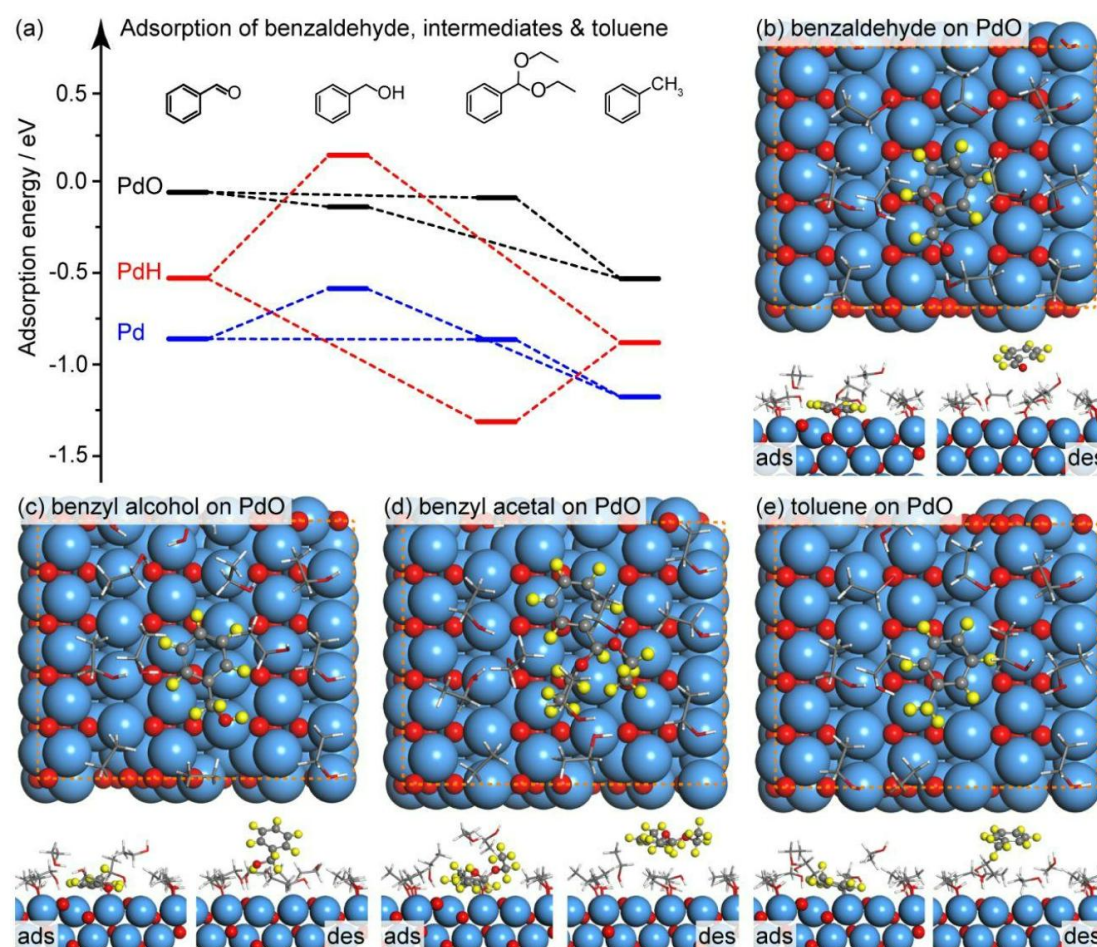 (a) Adsorption of benzaldehyde, intermediates & toluene
Adsorption energy / eV
0.5
0.0
-0.5
-1.0
-1.5
O
OH
O
O
CH3
PdO
PdH
Pd
(b) benzaldehyde on PdO
ads
des
(c) benzyl alcohol on PdO
ads
des
(d) benzyl acetal on PdO
ads
des
(e) toluene on PdO
ads
des